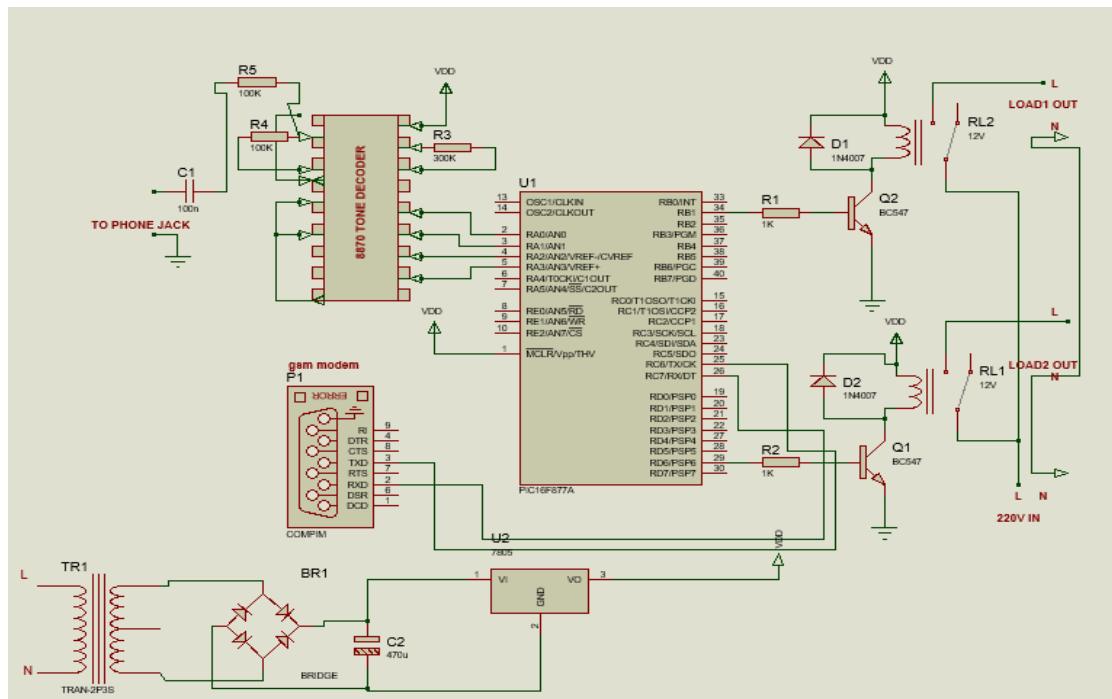 R5
100K
R4
100K
C1
100n
TO PHONE JACK
8870 TONE DECODER
VDD
R3
300K
U1
13 OSC1/CLKIN
14 OSC2/CLKOUT
2 RA0/AN0
3 RA1/AN1
4 RA2/AN2/VREF-/CVREF
5 RA3/AN3/VREF+
6 RA4/T0CKI/C1OUT
7 RA5/AN4/SS/C2OUT
8 RE0/AN5/RD
9 RE1/AN6/WR
10 RE2/AN7/CS
1 MCLR/Vpp/THV
RB0/INT 33
RB1 34
RB2 35
RB3/PGM 36
RB4 37
RB5 38
RB6/PGC 39
RB7/PGD 40
RC0/T1OSO/T1CKI 15
RC1/T1OSI/CCP2 16
RC2/CCP1 17
RC3/SCK/SCL 18
RC4/SDI/SDA 23
RC5/SDO 24
RC6/TX/CK 25
RC7/RX/DT 26
RD0/PSP0 19
RD1/PSP1 20
RD2/PSP2 21
RD3/PSP3 22
RD4/PSP4 27
RD5/PSP5 28
RD6/PSP6 29
RD7/PSP7 30
PIC16F877A
VDD
R1
1K
VDD
D1
1N4007
Q2
BC547
RL2
12V
L
LOAD1 OUT
N
R2
1K
VDD
D2
1N4007
Q1
BC547
RL1
12V
L
LOAD2 OUT
N
L N
220V IN
gsm modem
P1
ERROR
RI 9
DTR 4
CTS 8
TXD 3
RTS 7
RXD 2
DSR 6
DCD 1
COMPIM
U2
7805
1 VI
VO 3
GND
2
VDD
TR1
L
N
TRAN-2P3S
BR1
BRIDGE
C2
470u